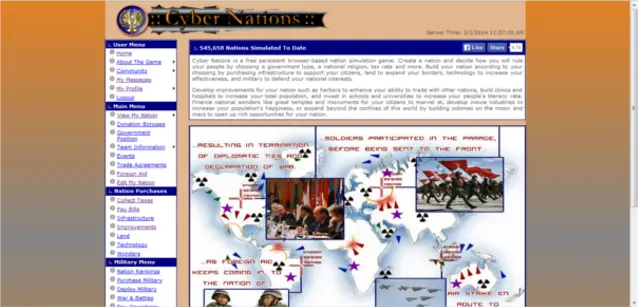 :: Cyber Nations ::
Server Time: 2/1/2014 11:57:28 AM
:. User Menu
Home
About The Game
Community
My Messages
My Profile
Logout
:. Main Menu
View My Nation
Donation Bonuses
Government
Position
Team Information
Events
Trade Agreements
Foreign Aid
Edit My Nation
:. Nation Purchases
Collect Taxes
Pay Bills
Infrastructure
Improvements
Land
Technology
Wonders
:. Military Menu
Nation Rankings
Purchase Military
Deploy Military
War & Battles
:. 545,658 Nations Simulated To Date
Like Share
Cyber Nations is a free persistent browser-based nation simulation game. Create a nation and decide how you will rule
your people by choosing a government type, a national religion, tax rate and more. Build your nation according to your
choosing by purchasing infrastructure to support your citizens, land to expand your borders, technology to increase your
effectiveness, and military to defend your national interests.
Develop improvements for your nation such as harbors to enhance your ability to trade with other nations, build clinics and
hospitals to increase your total population, and invest in schools and universities to increase your people's literacy rate.
Finance national wonders like great temples and monuments for your citizens to marvel at, develop movie industries to
increase your population's happiness, or expand beyond the confines of this world by building colonies on the moon and
mars to open up rich opportunities for your nation.
...SOLDIERS PARTICIPATED IN THE PARADE,
BEFORE BEING SENT TO THE FRONT...
...RESULTING IN TERMINATION
OF DIPLOMATIC TIES AND
DECLARATION OF WAR.
...AS FOREIGN AID
KEEPS COMING IN TO
THE NATION OF
AIR STRIKE EN
ROUTE TO